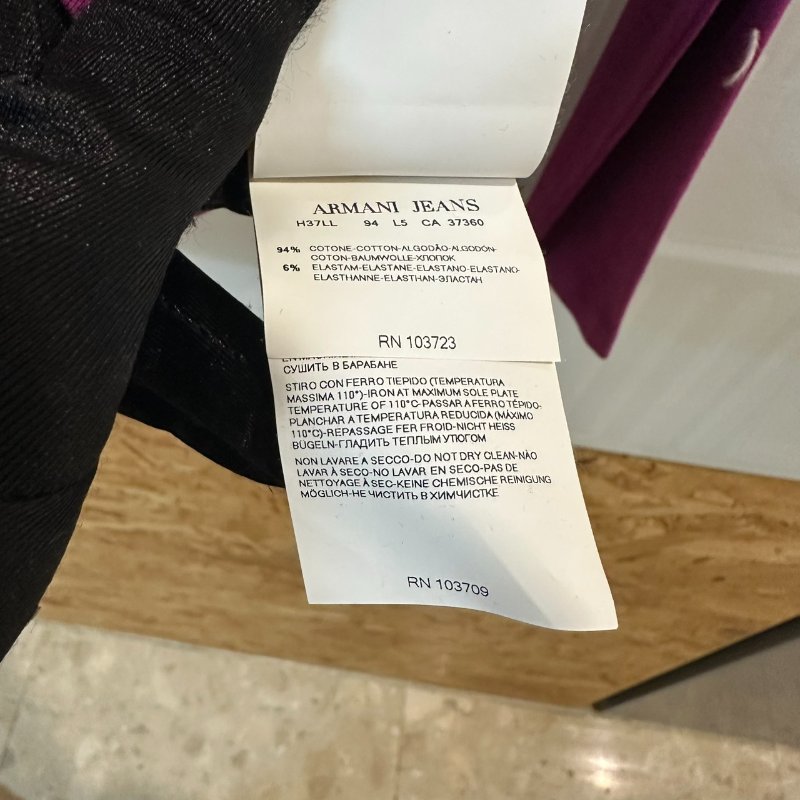 ARMANI JEANS
H37LL 94 L5 CA 37360
94% COTONE-COTTON-ALGODÃO-ALGODÓN-
COTON-BAUMWOLLE-ХЛОПОК
6% ELASTAM-ELASTANE-ELASTANO-ELASTANO-
ELASTHANNE-ELASTHAN-ЭЛАСТАН
RN 103723
СУШИТЬ В БАРАБАНЕ
STIRO CON FERRO TIEPIDO (TEMPERATURA
MASSIMA 110°)-IRON AT MAXIMUM SOLE PLATE
TEMPERATURE OF 110°C-PASSAR A FERRO TÉPIDO-
PLANCHAR A TEMPERATURA REDUCIDA (MÁXIMO
110°C)-REPASSAGE FER FROID-NICHT HEISS
BÜGELN-ГЛАДИТЬ ТЕПЛЫМ УТЮГОМ
NON LAVARE A SECCO-DO NOT DRY CLEAN-NÃO
LAVAR À SECO-NO LAVAR EN SECO-PAS DE
NETTOYAGE À SEC-KEINE CHEMISCHE REINIGUNG
MÖGLICH-НЕ ЧИСТИТЬ В ХИМЧИСТКЕ
RN 103709